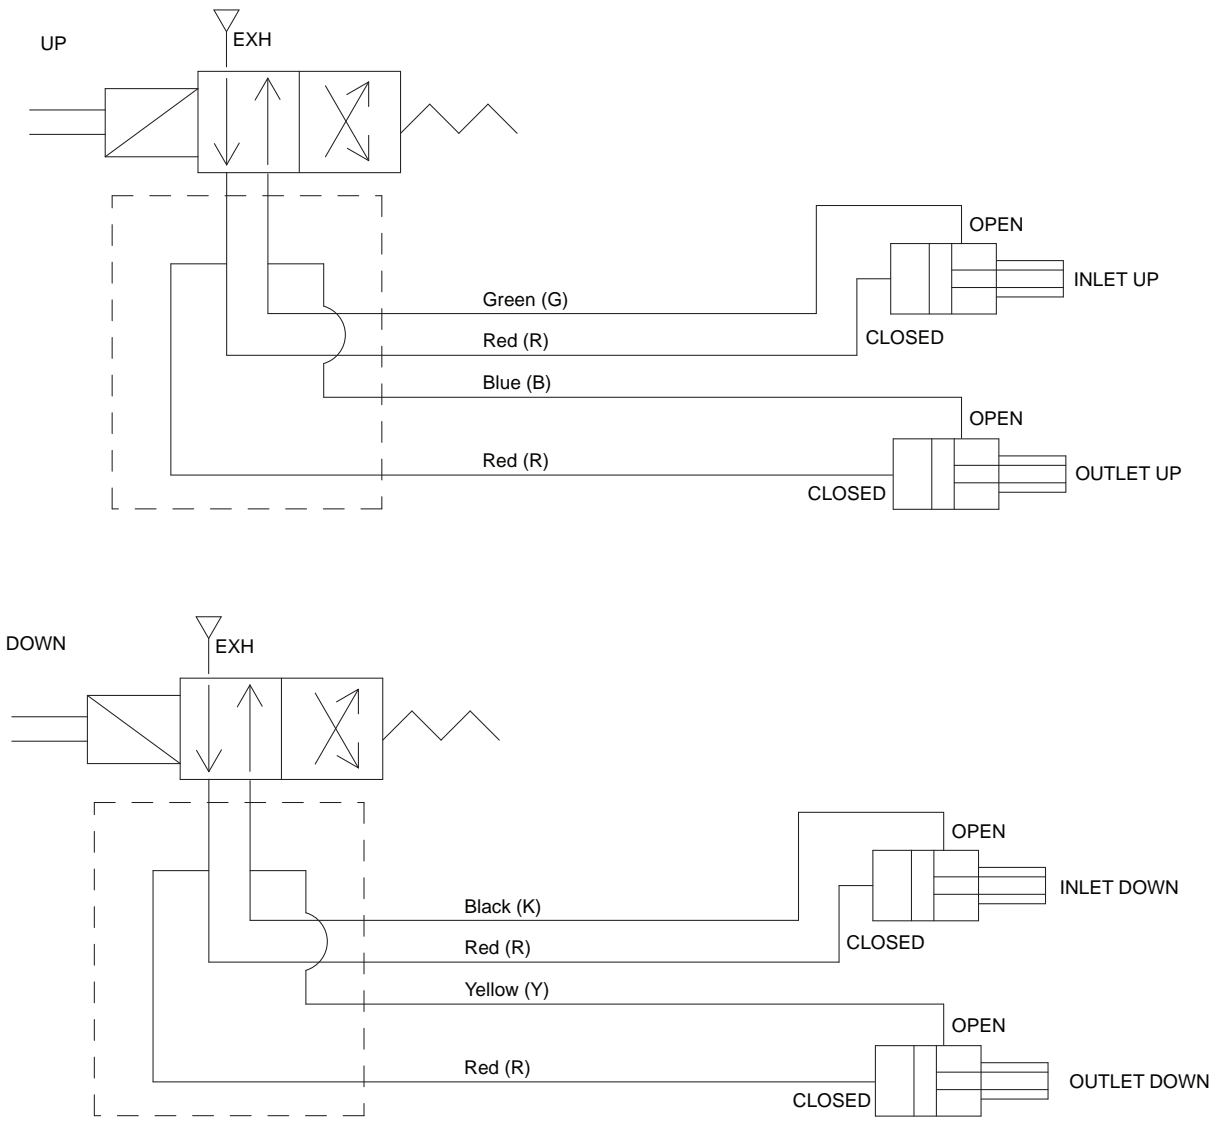 UP
EXH
OPEN
INLET UP
Green (G)
Red (R)
CLOSED
Blue (B)
OPEN
Red (R)
OUTLET UP
CLOSED
DOWN
EXH
OPEN
INLET DOWN
Black (K)
Red (R)
CLOSED
Yellow (Y)
OPEN
Red (R)
OUTLET DOWN
CLOSED